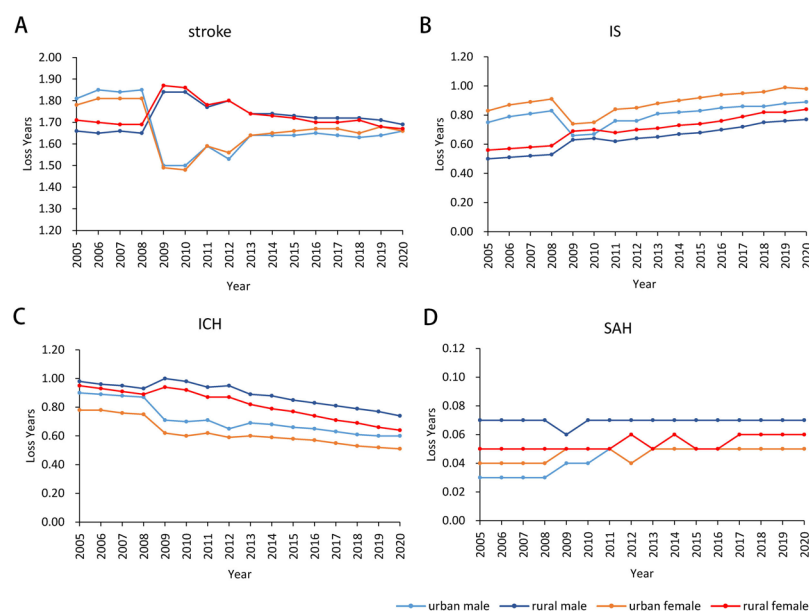 A
stroke
2.00
1.90
1.80
1.70
1.60
1.50
1.40
1.30
1.20
Loss Years
2005 2006 2007 2008 2009 2010 2011 2012 2013 2014 2015 2016 2017 2018 2019 2020
Year
B
IS
1.20
1.00
0.80
0.60
0.40
0.20
0.00
Loss Years
2005 2006 2007 2008 2009 2010 2011 2012 2013 2014 2015 2016 2017 2018 2019 2020
Year
C
ICH
1.20
1.00
0.80
0.60
0.40
0.20
0.00
Loss Years
2005 2006 2007 2008 2009 2010 2011 2012 2013 2014 2015 2016 2017 2018 2019 2020
Year
D
SAH
0.12
0.10
0.08
0.06
0.04
0.02
0.00
Loss Years
2005 2006 2007 2008 2009 2010 2011 2012 2013 2014 2015 2016 2017 2018 2019 2020
Year
urban male rural male urban female rural female